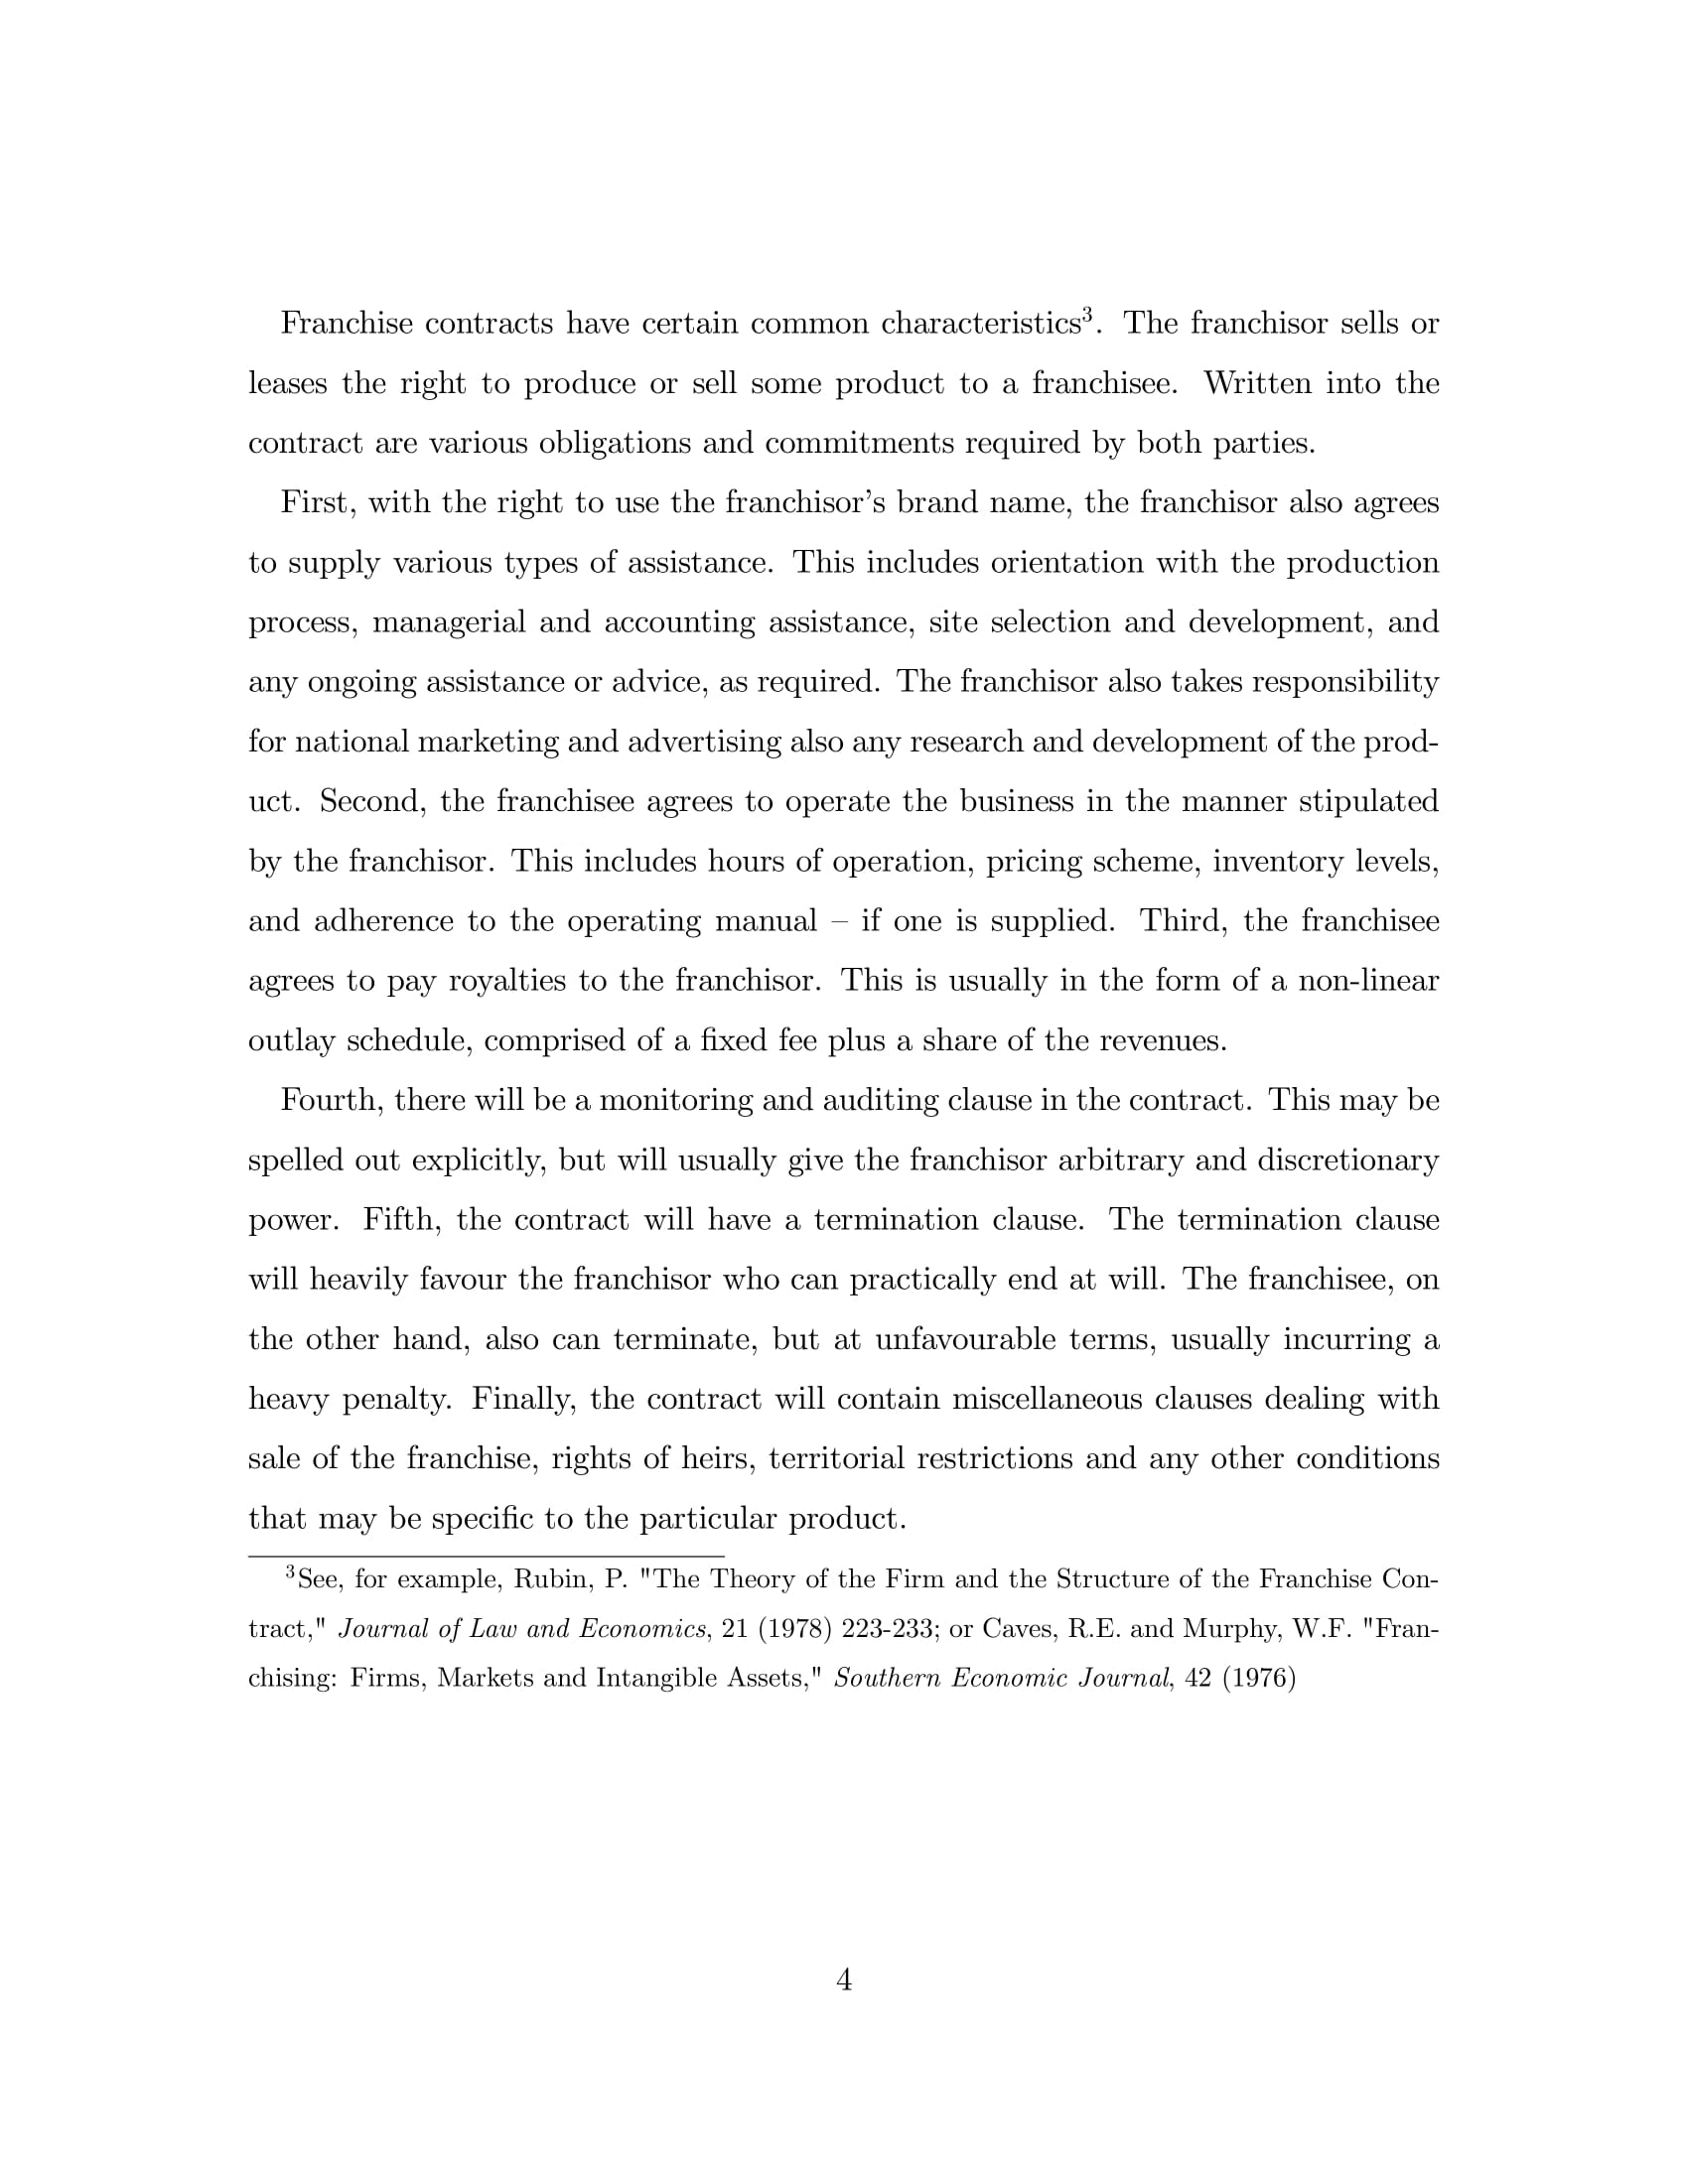 Franchise contracts have certain common characteristics³. The franchisor sells or
leases the right to produce or sell some product to a franchisee. Written into the
contract are various obligations and commitments required by both parties.
First, with the right to use the franchisor's brand name, the franchisor also agrees
to supply various types of assistance. This includes orientation with the production
process, managerial and accounting assistance, site selection and development, and
any ongoing assistance or advice, as required. The franchisor also takes responsibility
for national marketing and advertising also any research and development of the prod-
uct. Second, the franchisee agrees to operate the business in the manner stipulated
by the franchisor. This includes hours of operation, pricing scheme, inventory levels,
and adherence to the operating manual – if one is supplied. Third, the franchisee
agrees to pay royalties to the franchisor. This is usually in the form of a non-linear
outlay schedule, comprised of a fixed fee plus a share of the revenues.
Fourth, there will be a monitoring and auditing clause in the contract. This may be
spelled out explicitly, but will usually give the franchisor arbitrary and discretionary
power. Fifth, the contract will have a termination clause. The termination clause
will heavily favour the franchisor who can practically end at will. The franchisee, on
the other hand, also can terminate, but at unfavourable terms, usually incurring a
heavy penalty. Finally, the contract will contain miscellaneous clauses dealing with
sale of the franchise, rights of heirs, territorial restrictions and any other conditions
that may be specific to the particular product.
³See, for example, Rubin, P. "The Theory of the Firm and the Structure of the Franchise Con-
tract," Journal of Law and Economics, 21 (1978) 223-233; or Caves, R.E. and Murphy, W.F. "Fran-
chising: Firms, Markets and Intangible Assets," Southern Economic Journal, 42 (1976)
4